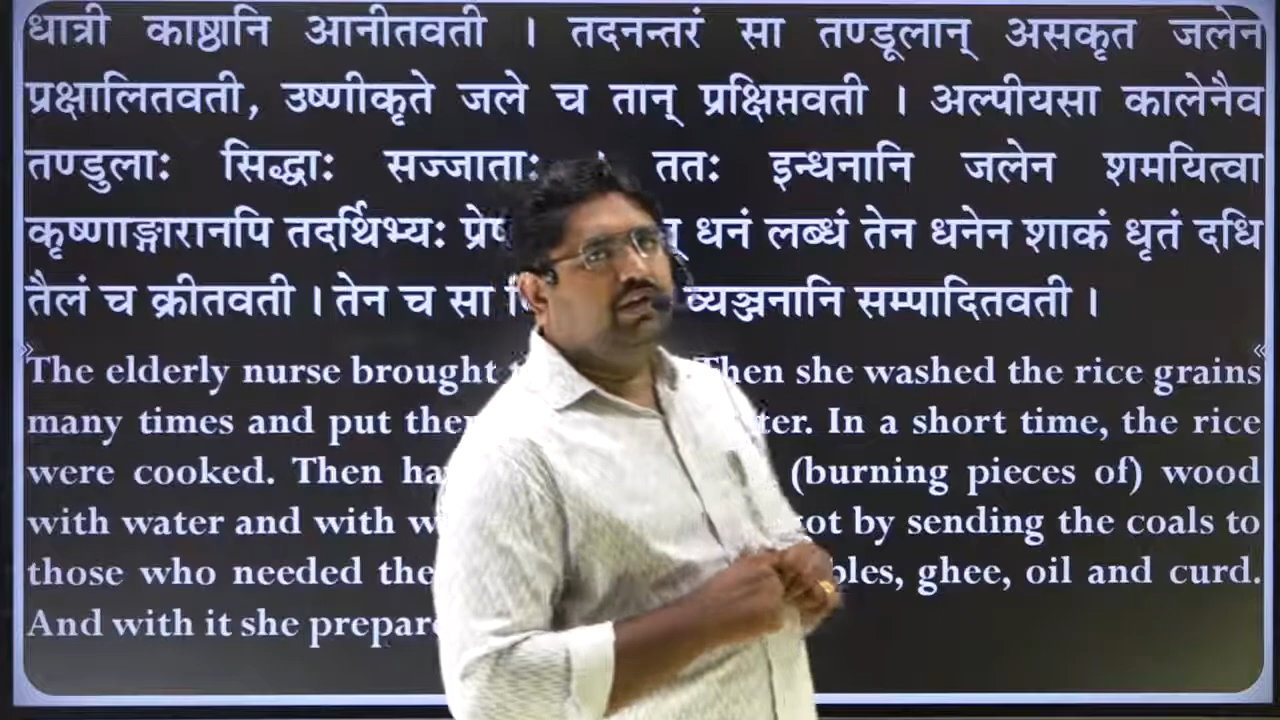 धात्री काष्ठानि आनीतवती । तदनन्तरं सा तण्डूलान् असकृत जलेन
प्रक्षालितवती, उष्णीकृते जले च तान् प्रक्षिप्तवती । अल्पीयसा कालेनैव
तण्डुलाः सिद्धाः सज्जाताः ततः इन्धनानि जलेन शमयित्वा
कृष्णाङ्गारानपि तदर्थिभ्यः धनं लब्धं तेन धनेन शाकं धृतं दधि
तैलं च क्रीतवती । तेन च सा व्यञ्जनानि सम्पादितवती ।
The elderly nurse brought Then she washed the rice grains
many times and put In a short time, the rice
were cooked. Then (burning pieces of) wood
with water and with by sending the coals to
those who needed ghee, oil and curd.
And with it she